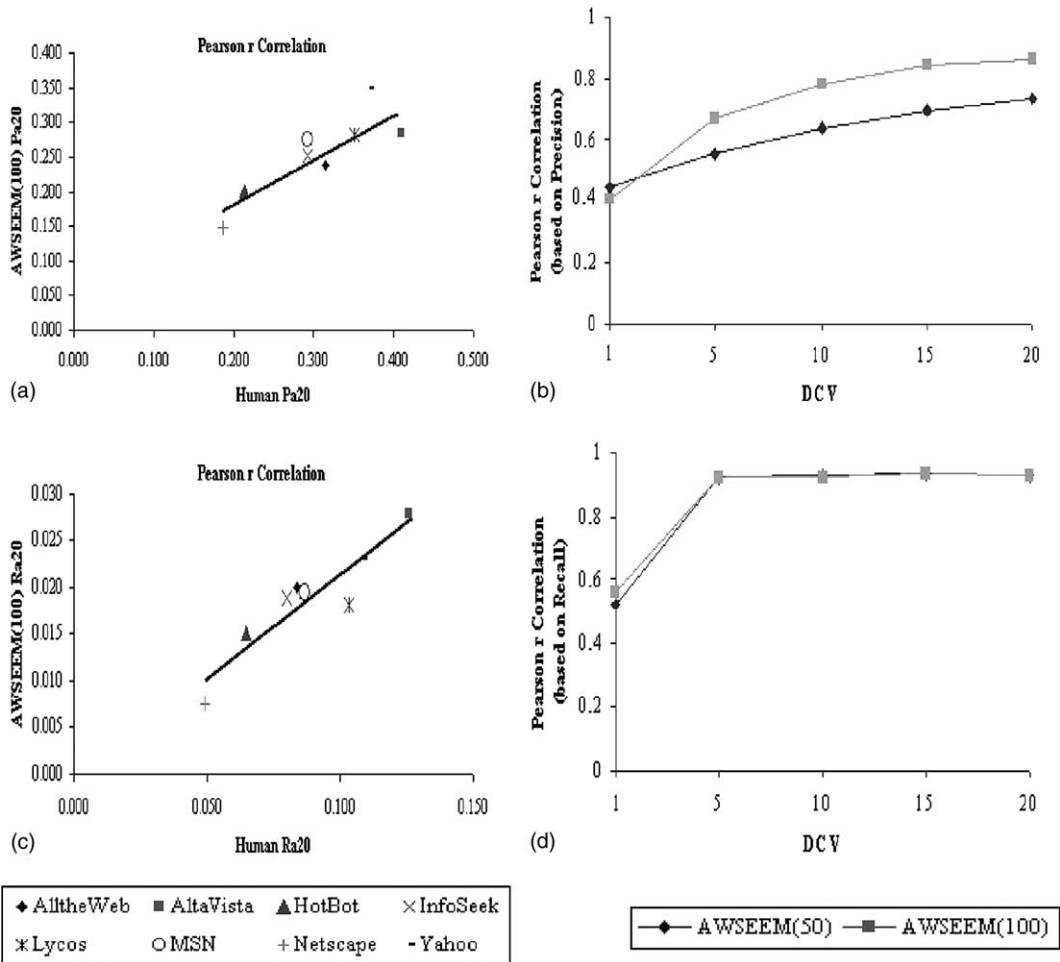 Pearson r Correlation
AWSEEM(100) Pa20
0.400
0.350
0.300
0.250
0.200
0.150
0.100
0.050
0.000
0.000 0.100 0.200 0.300 0.400 0.500
Human Pa20
(a)
Pearson r Correlation
(based on Precision)
1
0.8
0.6
0.4
0.2
0
1 5 10 15 20
DCV
(b)
Pearson r Correlation
AWSEEM(100) Ra20
0.030
0.025
0.020
0.015
0.010
0.005
0.000
0.000 0.050 0.100 0.150
Human Ra20
(c)
Pearson r Correlation
(based on Recall)
1
0.8
0.6
0.4
0.2
0
1 5 10 15 20
DCV
(d)
AlltheWeb AltaVista HotBot InfoSeek
Lycos MSN Netscape Yahoo
AWSEEM(50) AWSEEM(100)